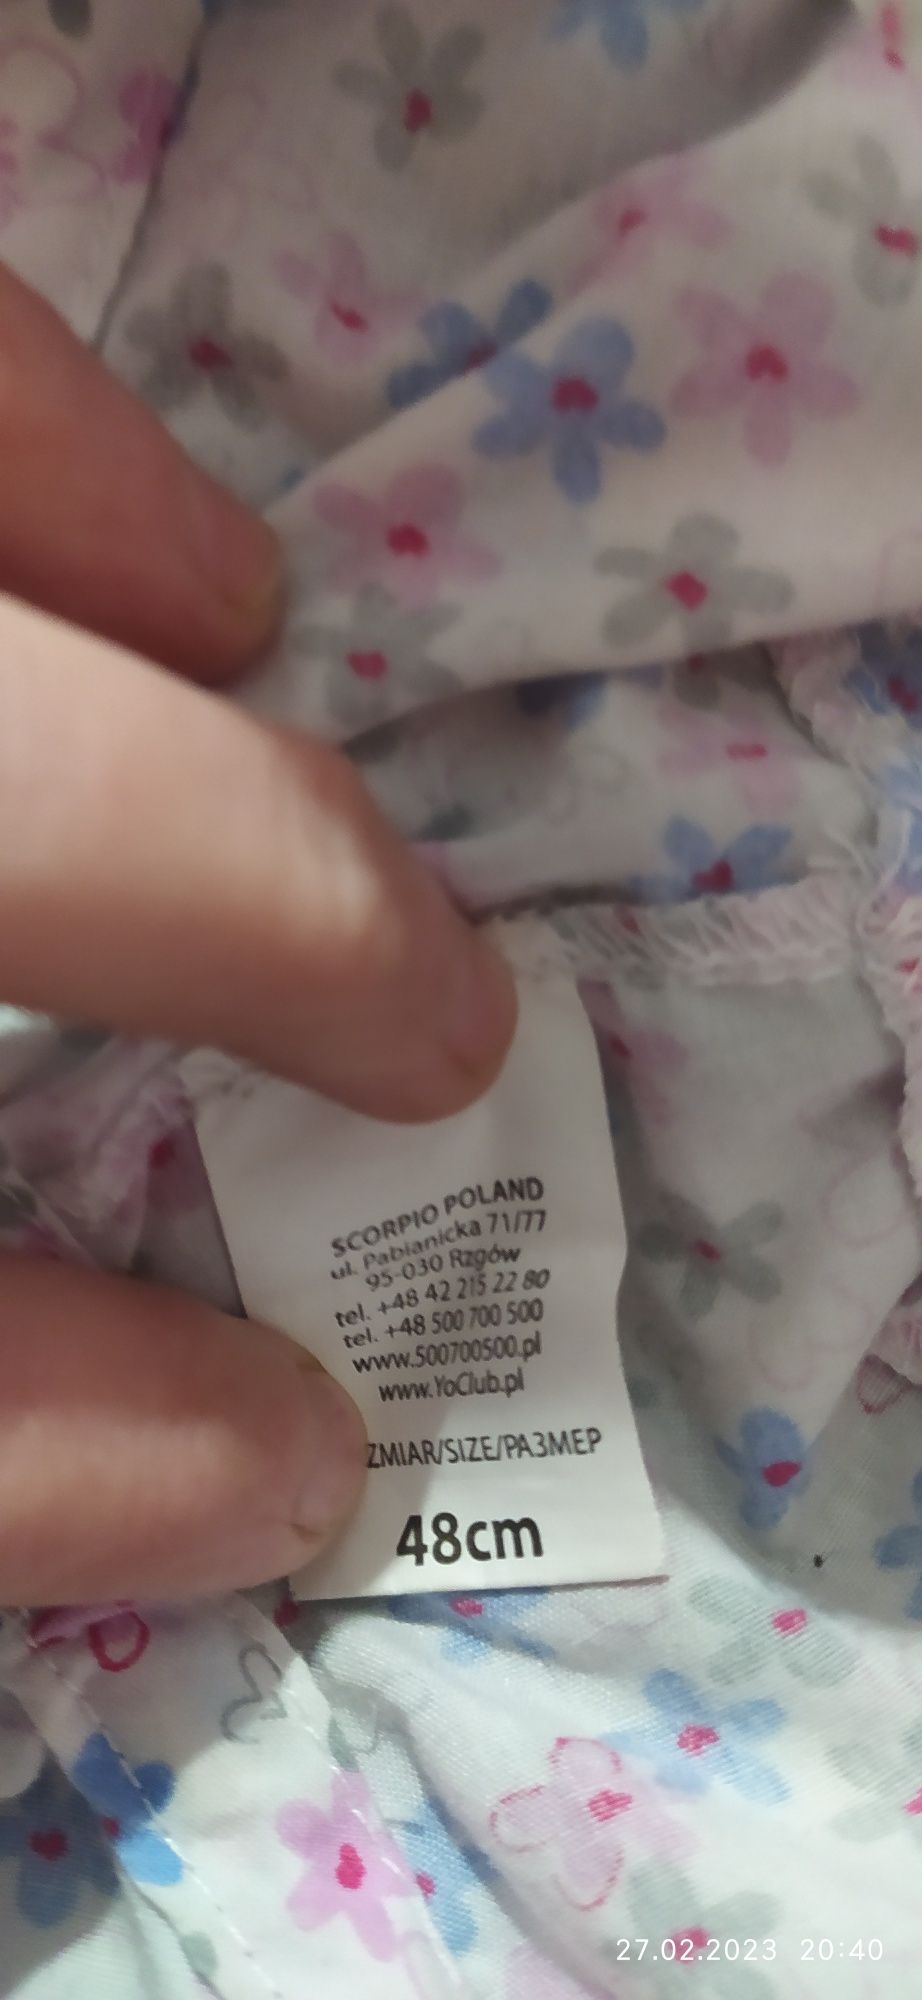 SCORPIO POLAND
ul. Pabianicka 71/77
95-030 Rzgów
tel. +48 42 215 22 80
tel. +48 500 700 500
www.500700500.pl
www.YoClub.pl
ZMIAR/SIZE/РАЗМЕР
48cm
27.02.2023 20:40